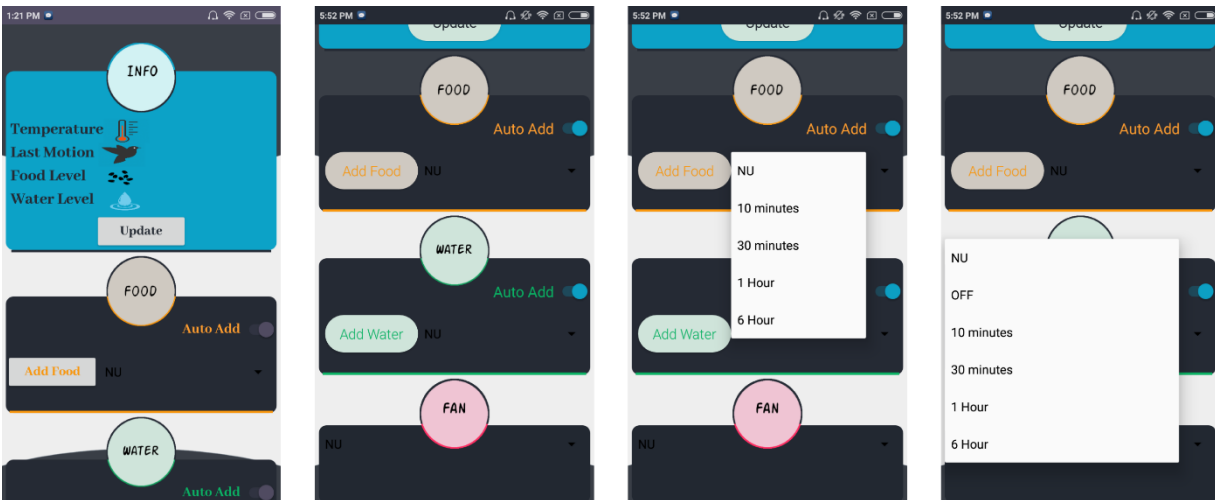 1:21 PM
INFO
Temperature
Last Motion
Food Level
Water Level
Update
FOOD
Auto Add
Add Food
NU
WATER
Auto Add
5:52 PM
Update
FOOD
Auto Add
Add Food
NU
WATER
Auto Add
Add Water
NU
FAN
NU
5:52 PM
Update
FOOD
Auto Add
Add Food
NU
10 minutes
30 minutes
1 Hour
6 Hour
Add Water
FAN
NU
5:52 PM
Update
FOOD
Auto Add
Add Food
NU
NU
OFF
10 minutes
30 minutes
1 Hour
6 Hour